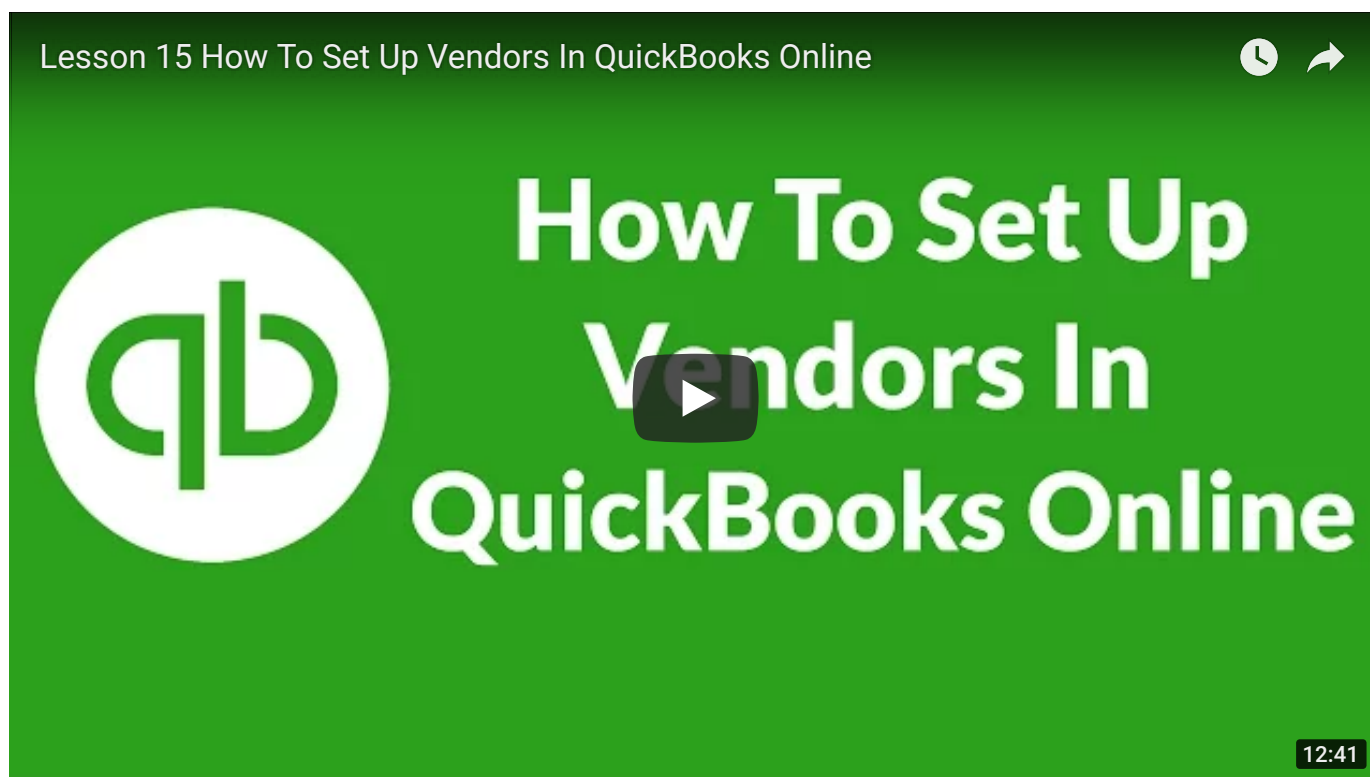 Lesson 15 How To Set Up Vendors In QuickBooks Online
How To Set Up
Vendors In
QuickBooks Online
qb
12:41